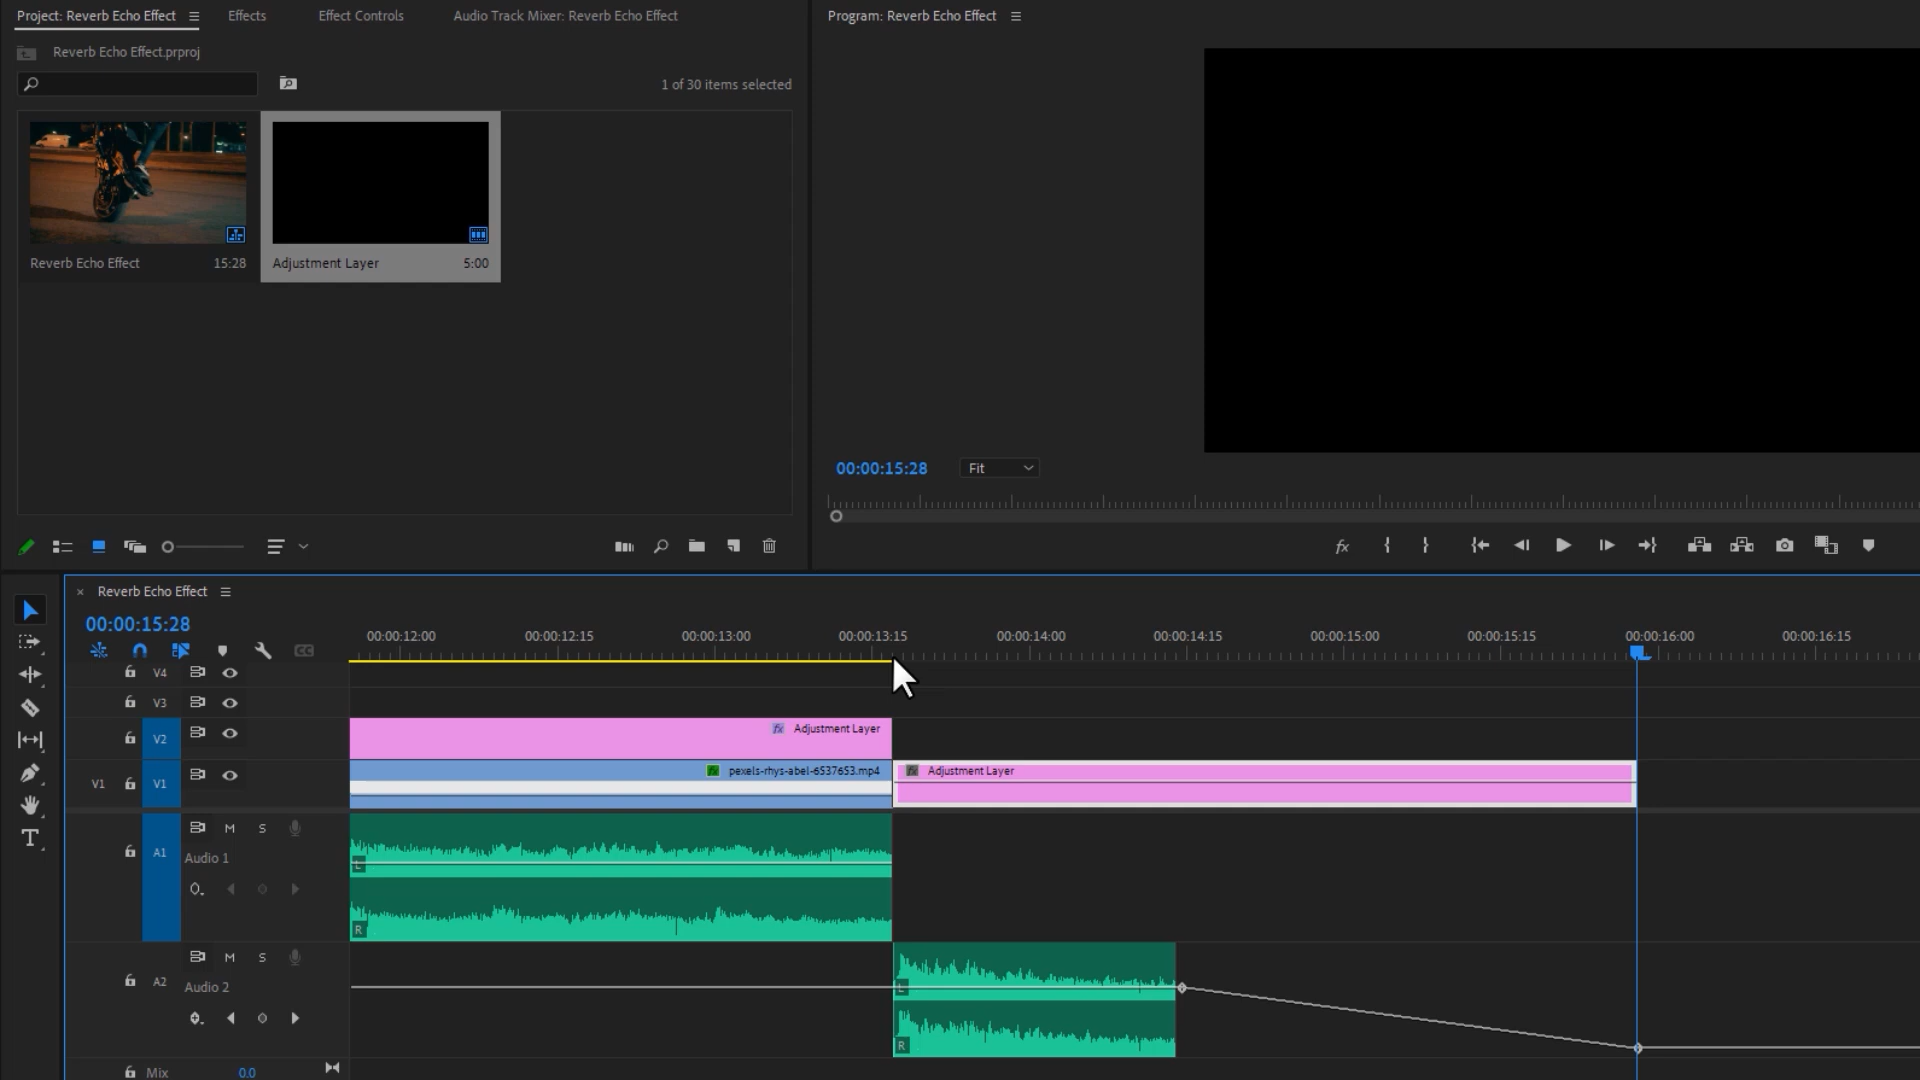 Project: Reverb Echo Effect
Effects
Effect Controls
Audio Track Mixer: Reverb Echo Effect
Program: Reverb Echo Effect
Reverb Echo Effect.prproj
1 of 30 items selected
Reverb Echo Effect 15:28
Adjustment Layer 5:00
00:00:15:28
Fit
fx
Reverb Echo Effect
00:00:15:28
00:00:12:00 00:00:12:15 00:00:13:00 00:00:13:15 00:00:14:00 00:00:14:15 00:00:15:00 00:00:15:15 00:00:16:00 00:00:16:15
CC
V4
V3
V2
fx Adjustment Layer
V1 V1
fx pexels-rhys-abel-6537653.mp4
fx Adjustment Layer
M S
A1
Audio 1
L
R
M S
A2
Audio 2
L
R
T
Mix 0.0